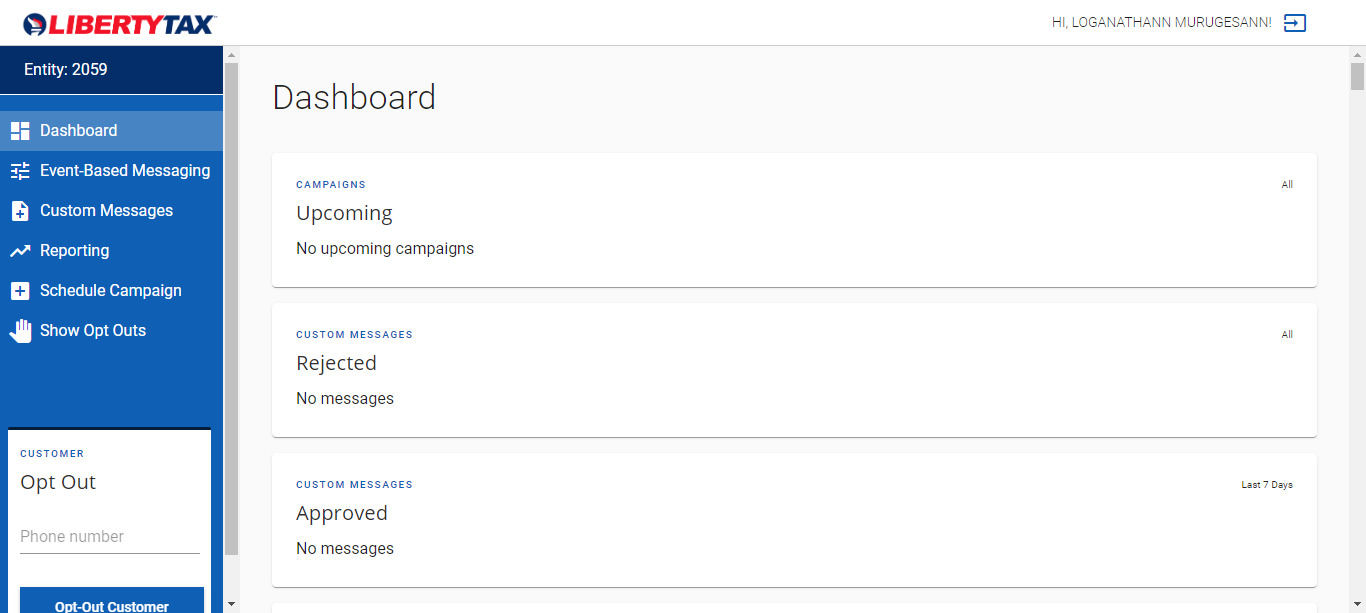 LIBERTYTAX
HI, LOGANATHANN MURUGESANN!
Entity: 2059
Dashboard
Event-Based Messaging
Custom Messages
Reporting
Schedule Campaign
Show Opt Outs
CUSTOMER
Opt Out
Phone number
Opt-Out Customer
Dashboard
CAMPAIGNS
All
Upcoming
No upcoming campaigns
CUSTOM MESSAGES
All
Rejected
No messages
CUSTOM MESSAGES
Last 7 Days
Approved
No messages